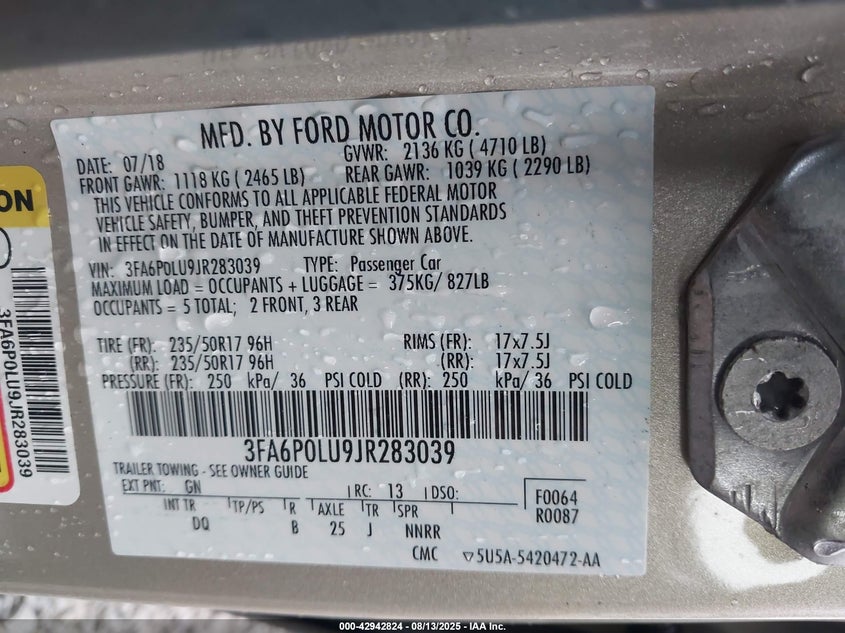 MFD. BY FORD MOTOR CO.
DATE: 07/18 GVWR: 2136 KG ( 4710 LB)
FRONT GAWR: 1118 KG ( 2465 LB) REAR GAWR: 1039 KG ( 2290 LB)
THIS VEHICLE CONFORMS TO ALL APPLICABLE FEDERAL MOTOR
VEHICLE SAFETY, BUMPER, AND THEFT PREVENTION STANDARDS
IN EFFECT ON THE DATE OF MANUFACTURE SHOWN ABOVE.
VIN: 3FA6P0LU9JR283039 TYPE: Passenger Car
MAXIMUM LOAD = OCCUPANTS + LUGGAGE = 375KG/ 827LB
OCCUPANTS = 5 TOTAL; 2 FRONT, 3 REAR
TIRE (FR): 235/50R17 96H RIMS (FR): 17x7.5J
(RR): 235/50R17 96H (RR): 17x7.5J
PRESSURE (FR): 250 kPa/ 36 PSI COLD (RR): 250 kPa/ 36 PSI COLD
3FA6P0LU9JR283039
TRAILER TOWING - SEE OWNER GUIDE
EXT PNT: GN RC: 13 DSO: F0064
INT TR TP/PS R AXLE TR SPR R0087
DQ B 25 J NNRR
CMC ▽5U5A-5420472-AA
ON
3FA6P0LU9JR283039
000-42942824 - 08/13/2025 - IAA Inc.